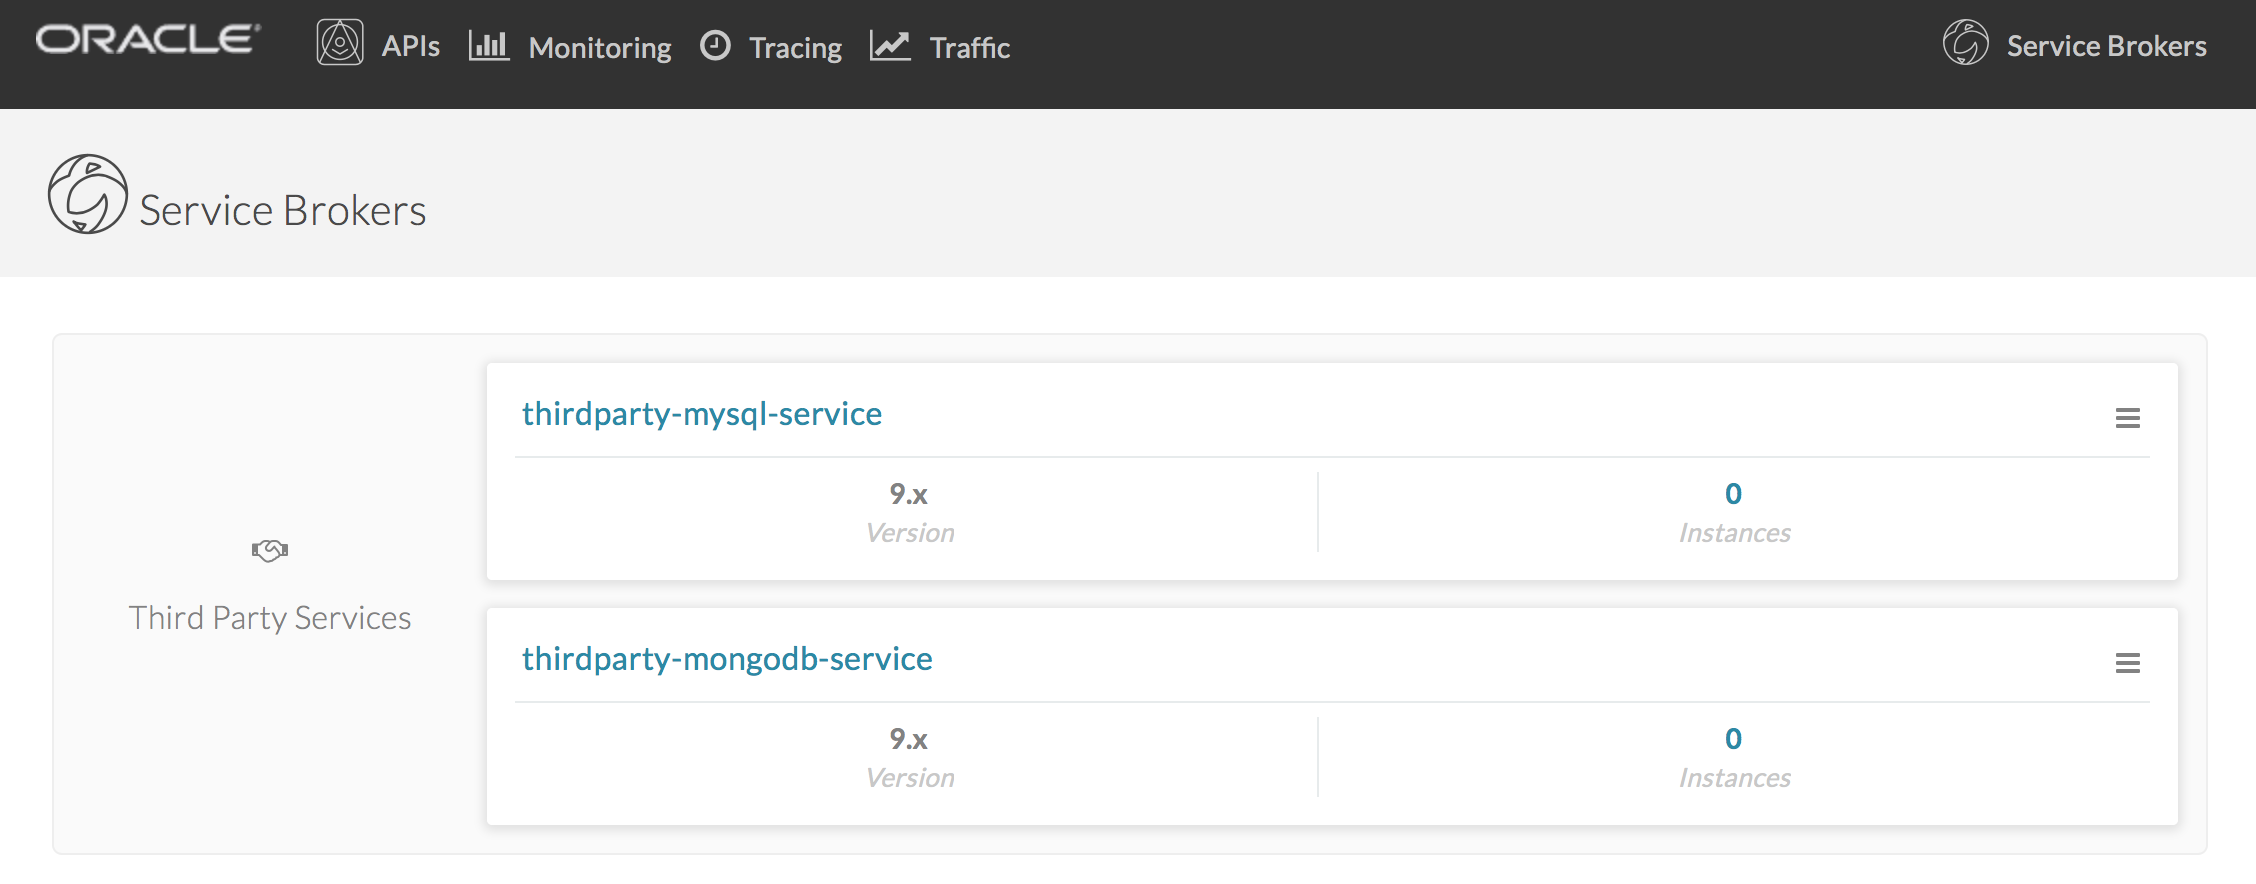 ORACLE APIs Monitoring Tracing Traffic Service Brokers
Service Brokers
Third Party Services
thirdparty-mysql-service
9.x
Version
0
Instances
thirdparty-mongodb-service
9.x
Version
0
Instances